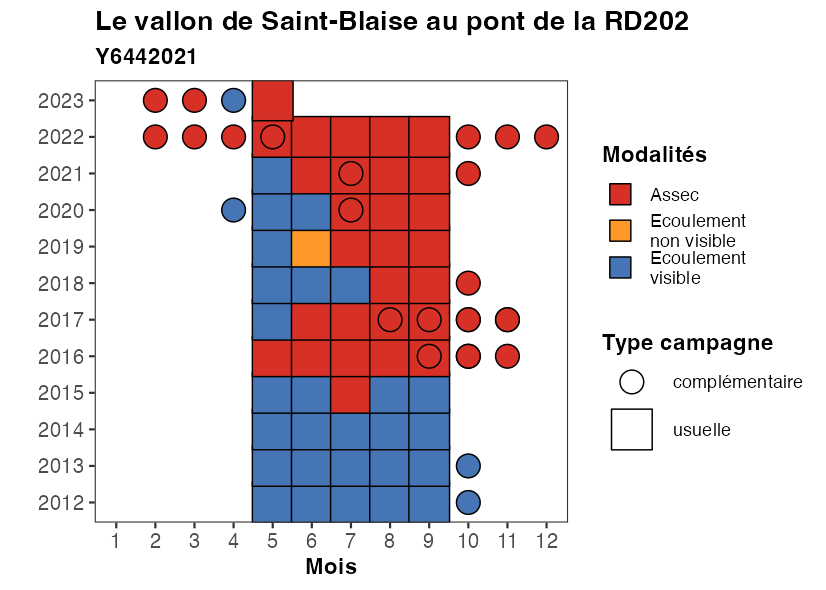 Le vallon de Saint-Blaise au pont de la RD202
Y6442021
2023
2022
2021
2020
2019
2018
2017
2016
2015
2014
2013
2012
1 2 3 4 5 6 7 8 9 10 11 12
Mois
Modalités
Assec
Ecoulement
non visible
Ecoulement
visible
Type campagne
complémentaire
usuelle